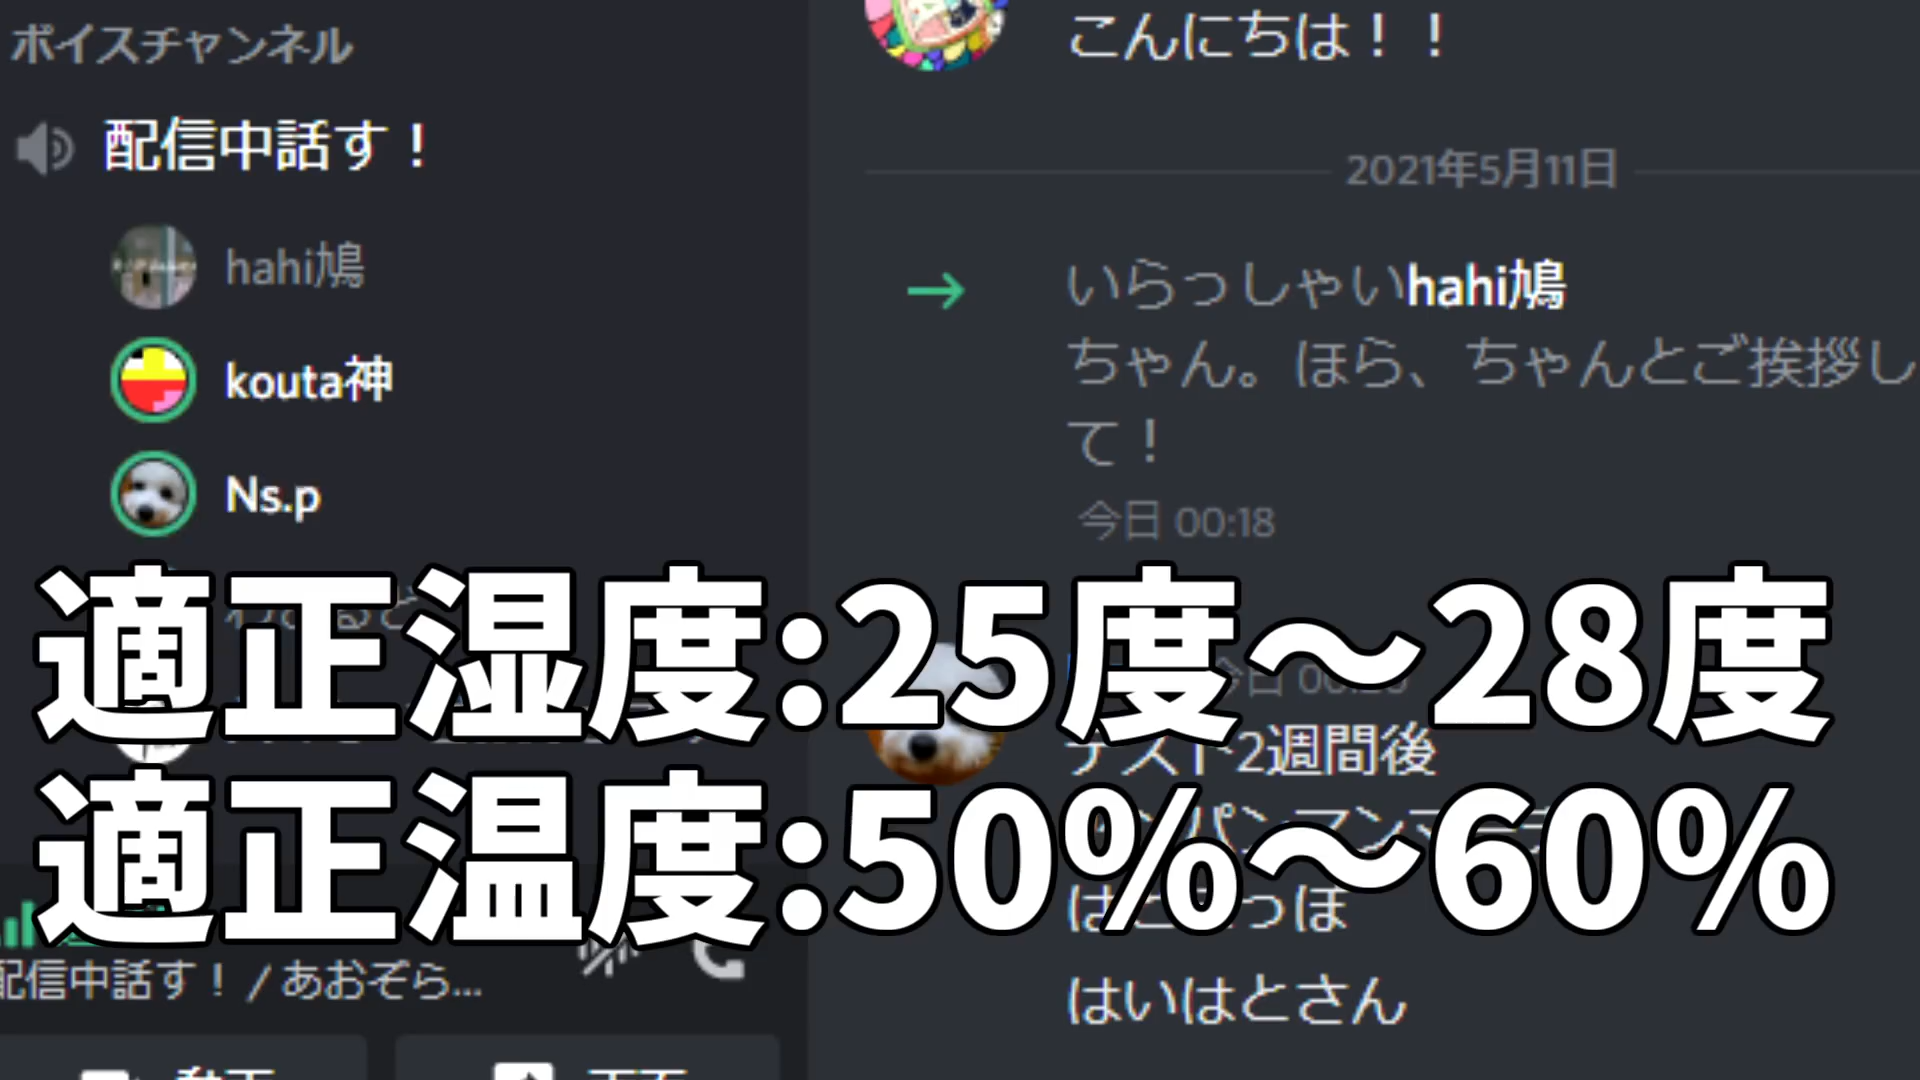 ボイスチャンネル
配信中話す！
hahi鳩
kouta神
Ns.p
こんにちは！！
2021年5月11日
いらっしゃいhahi鳩
ちゃん。ほら、ちゃんとご挨拶し
て！
今日 00:18
適正湿度:25度〜28度
今日
テスト2週間後
適正温度:50%〜60%
はいはとさん
配信中話す！ / あおぞら...